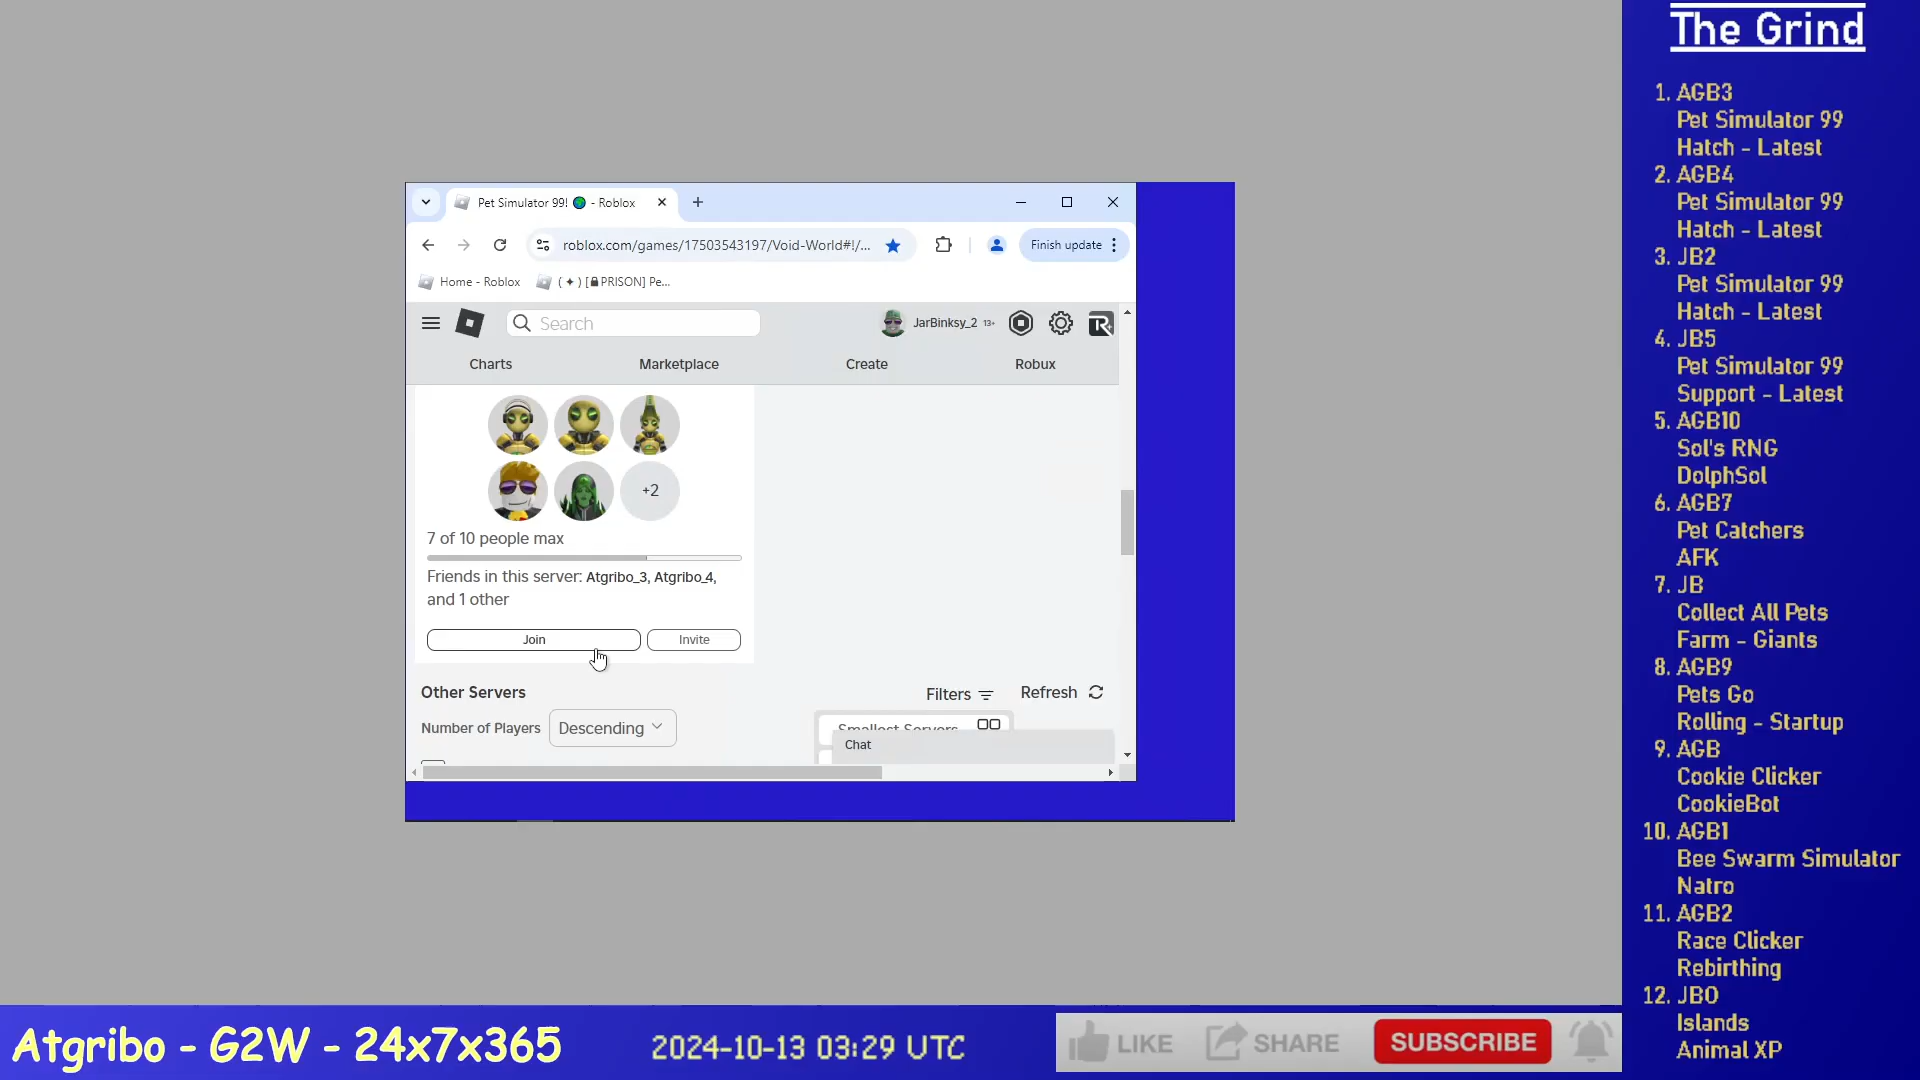 Pet Simulator 99! - Roblox
roblox.com/games/17503543197/Void-World#!/...
Finish update
Home - Roblox
( ✦ ) [🔒PRISON] Pe...
Search
JarBinksy_2 13+
Charts
Marketplace
Create
Robux
+2
7 of 10 people max
Friends in this server: Atgribo_3, Atgribo_4,
and 1 other
Join
Invite
Other Servers
Filters
Refresh
Number of Players
Descending
Smallest Servers
Chat
The Grind
1. AGB3
Pet Simulator 99
Hatch - Latest
2. AGB4
Pet Simulator 99
Hatch - Latest
3. JB2
Pet Simulator 99
Hatch - Latest
4. JB5
Pet Simulator 99
Support - Latest
5. AGB10
Sol's RNG
DolphSol
6. AGB7
Pet Catchers
AFK
7. JB
Collect All Pets
Farm - Giants
8. AGB9
Pets Go
Rolling - Startup
9. AGB
Cookie Clicker
CookieBot
10. AGB1
Bee Swarm Simulator
Natro
11. AGB2
Race Clicker
Rebirthing
12. JB0
Islands
Animal XP
Atgribo - G2W - 24x7x365
2024-10-13 03:29 UTC
LIKE
SHARE
SUBSCRIBE